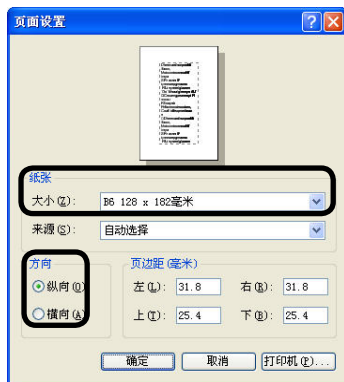 页面设置
纸张
大小(Z): B6 128 x 182毫米
来源(S): 自动选择
方向
纵向(O)
横向(A)
页边距(毫米)
左(L): 31.8 右(R): 31.8
上(T): 25.4 下(B): 25.4
确定 取消 打印机(P)...